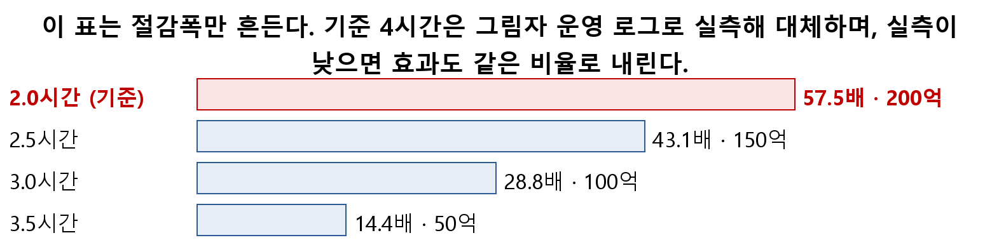 이 표는 절감폭만 흔든다. 기준 4시간은 그림자 운영 로그로 실측해 대체하며, 실측이
낮으면 효과도 같은 비율로 내린다.
2.0시간 (기준) 57.5배 · 200억
2.5시간 43.1배 · 150억
3.0시간 28.8배 · 100억
3.5시간 14.4배 · 50억